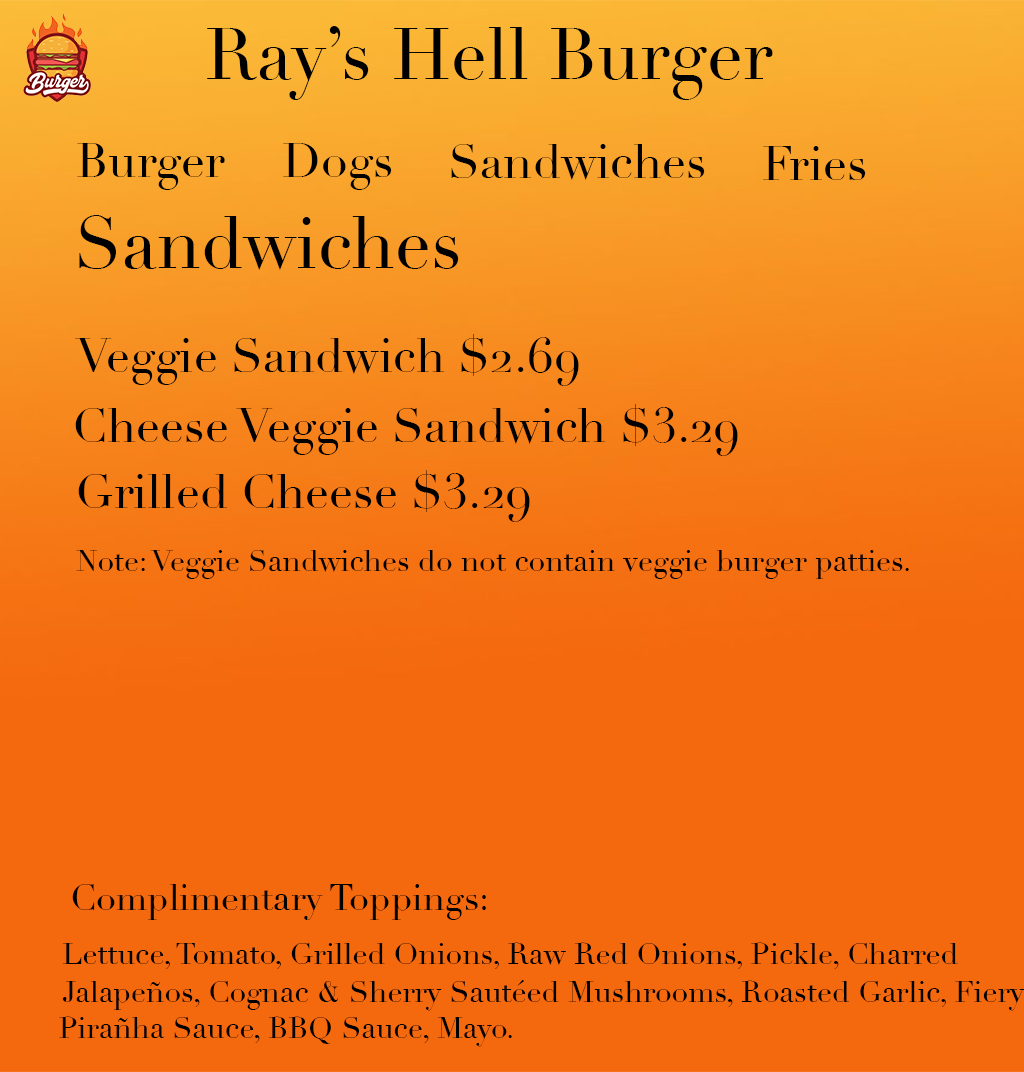 Burger
Ray's Hell Burger
Burger Dogs Sandwiches Fries
Sandwiches
Veggie Sandwich $2.69
Cheese Veggie Sandwich $3.29
Grilled Cheese $3.29
Note: Veggie Sandwiches do not contain veggie burger patties.
Complimentary Toppings:
Lettuce, Tomato, Grilled Onions, Raw Red Onions, Pickle, Charred
Jalapeños, Cognac & Sherry Sautéed Mushrooms, Roasted Garlic, Fiery
Pirañha Sauce, BBQ Sauce, Mayo.